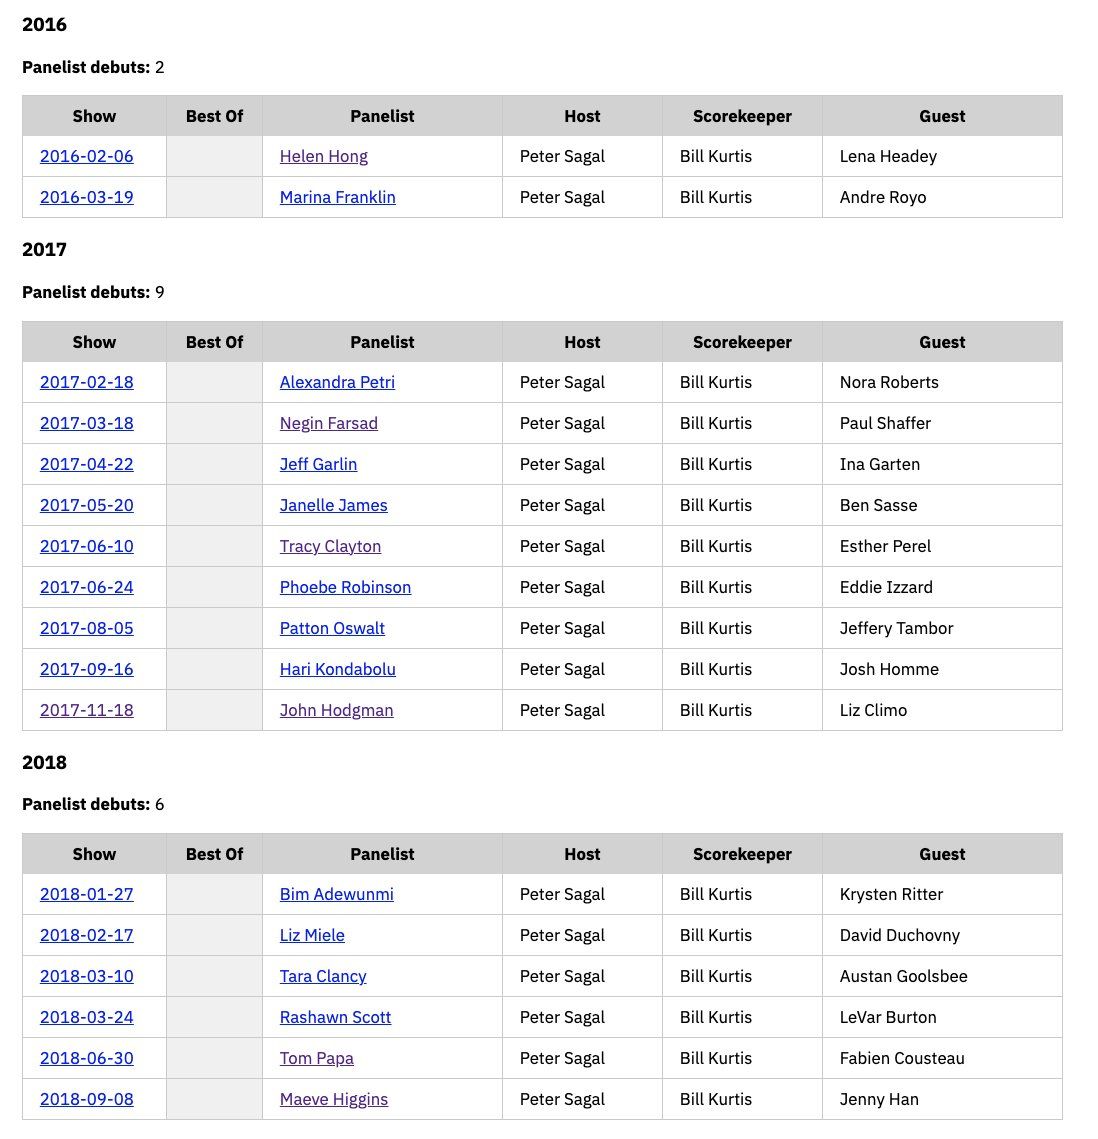 2016
Panelist debuts: 2
Show Best Of Panelist Host Scorekeeper Guest
2016-02-06 Helen Hong Peter Sagal Bill Kurtis Lena Headey
2016-03-19 Marina Franklin Peter Sagal Bill Kurtis Andre Royo
2017
Panelist debuts: 9
Show Best Of Panelist Host Scorekeeper Guest
2017-02-18 Alexandra Petri Peter Sagal Bill Kurtis Nora Roberts
2017-03-18 Negin Farsad Peter Sagal Bill Kurtis Paul Shaffer
2017-04-22 Jeff Garlin Peter Sagal Bill Kurtis Ina Garten
2017-05-20 Janelle James Peter Sagal Bill Kurtis Ben Sasse
2017-06-10 Tracy Clayton Peter Sagal Bill Kurtis Esther Perel
2017-06-24 Phoebe Robinson Peter Sagal Bill Kurtis Eddie Izzard
2017-08-05 Patton Oswalt Peter Sagal Bill Kurtis Jeffery Tambor
2017-09-16 Hari Kondabolu Peter Sagal Bill Kurtis Josh Homme
2017-11-18 John Hodgman Peter Sagal Bill Kurtis Liz Climo
2018
Panelist debuts: 6
Show Best Of Panelist Host Scorekeeper Guest
2018-01-27 Bim Adewunmi Peter Sagal Bill Kurtis Krysten Ritter
2018-02-17 Liz Miele Peter Sagal Bill Kurtis David Duchovny
2018-03-10 Tara Clancy Peter Sagal Bill Kurtis Austan Goolsbee
2018-03-24 Rashawn Scott Peter Sagal Bill Kurtis LeVar Burton
2018-06-30 Tom Papa Peter Sagal Bill Kurtis Fabien Cousteau
2018-09-08 Maeve Higgins Peter Sagal Bill Kurtis Jenny Han